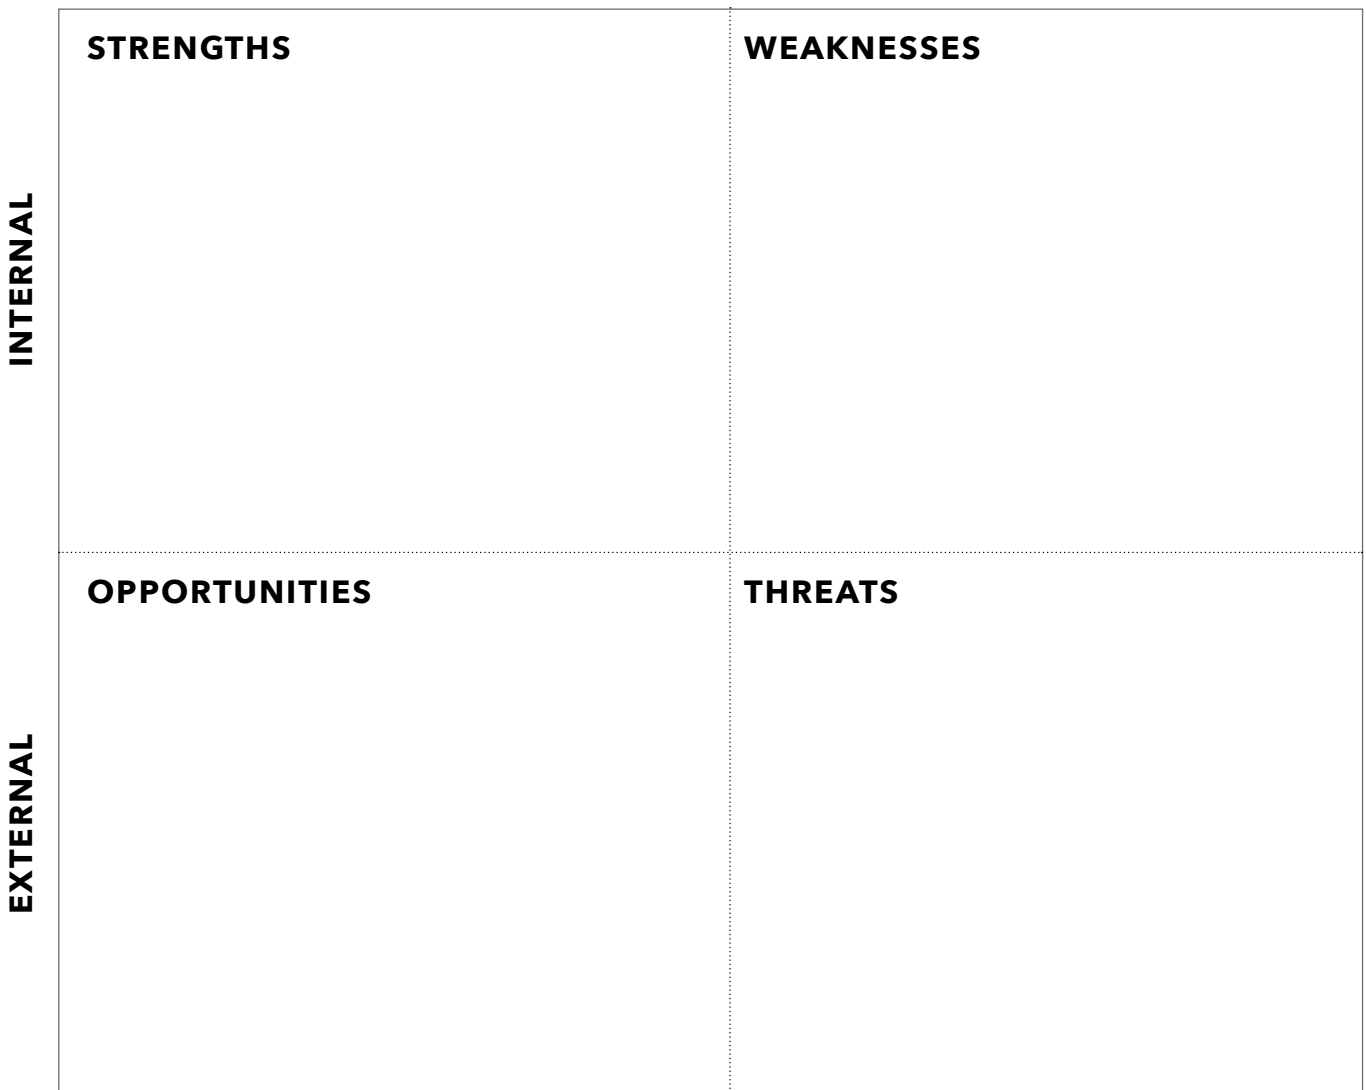 STRENGTHS
WEAKNESSES
INTERNAL
OPPORTUNITIES
THREATS
EXTERNAL